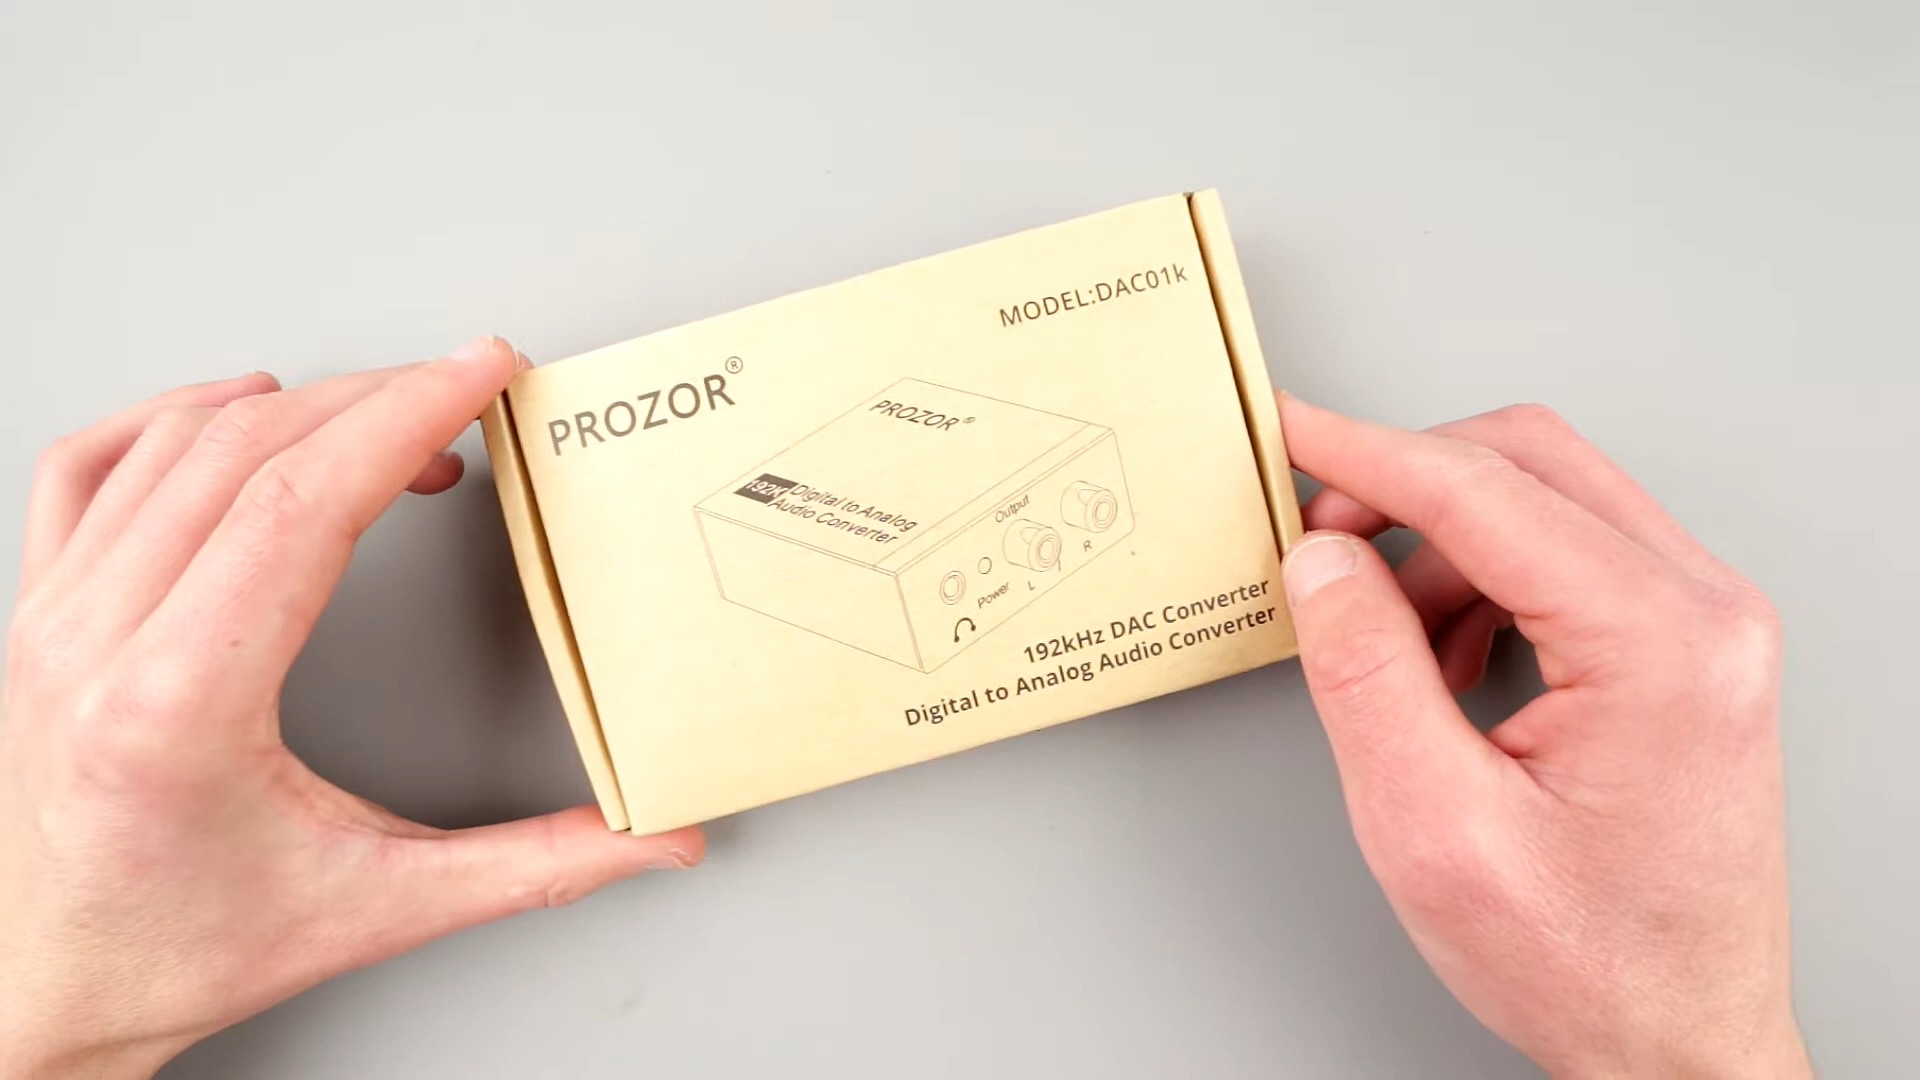 MODEL:DAC01k
PROZOR®
PROZOR®
192K Digital to Analog
Audio Converter
Output
Power
L
R
192kHz DAC Converter
Digital to Analog Audio Converter